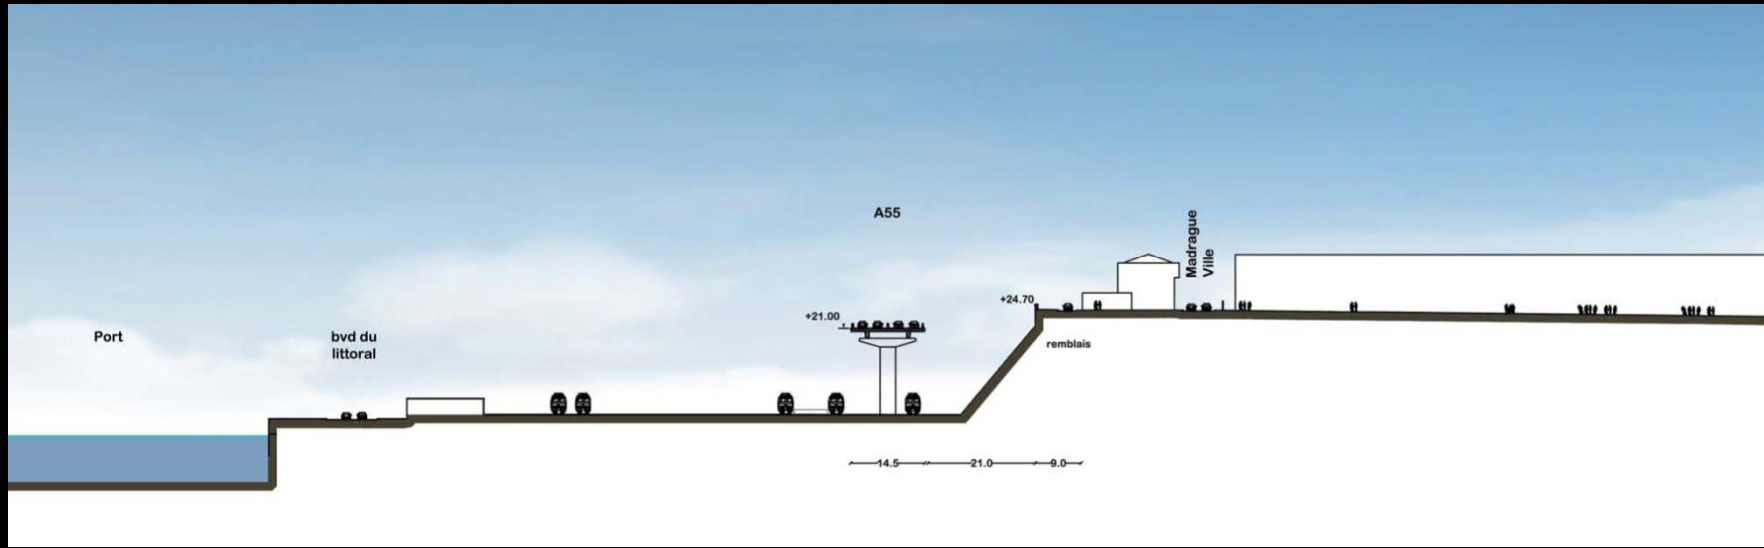 A55
Madrague
Ville
+24.70
+21.00
Port
bvd du
littoral
remblais
14.5
21.0
9.0